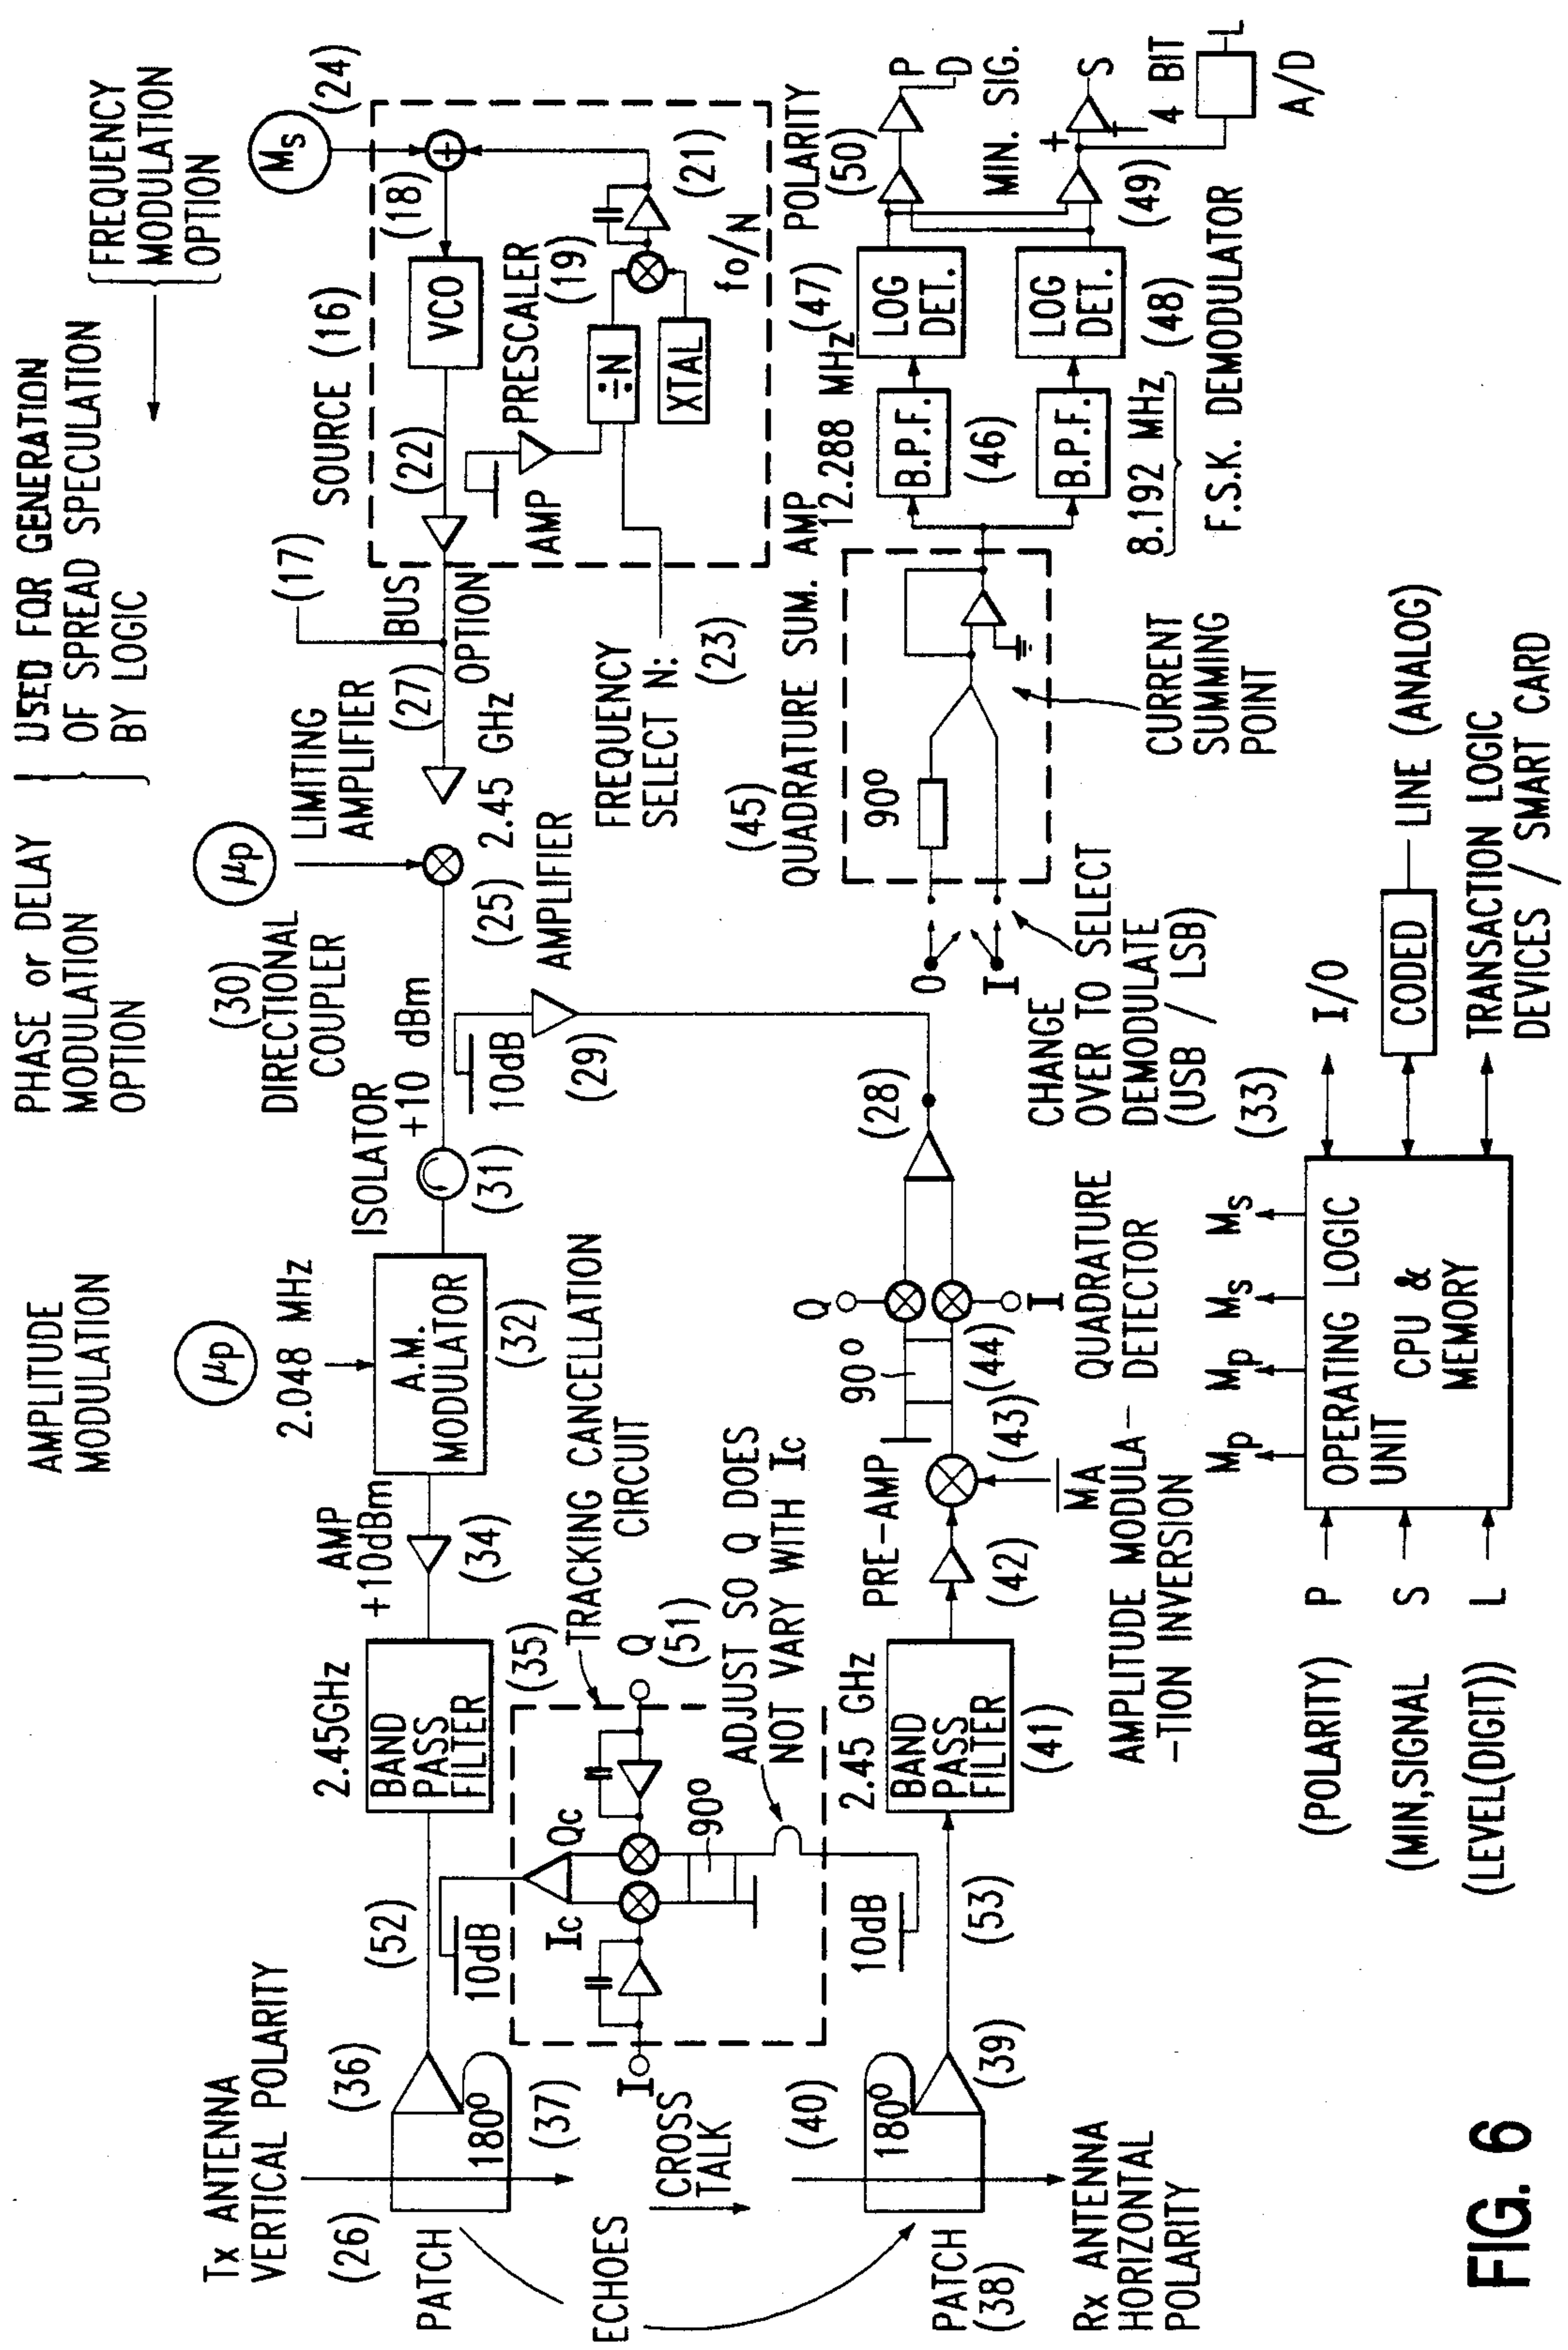 PHASE or DELAY
MODULATION
OPTION
USED FOR GENERATION
OF SPREAD SPECULATION
BY LOGIC
FREQUENCY
MODULATION
OPTION
AMPLITUDE
MODULATION
μp
2.048 MHz
A.M.
MODULATOR
(32)
ISOLATOR
(31)
+10 dBm
(30)
DIRECTIONAL
COUPLER
10dB
(29)
AMPLIFIER
μp
(25)
LIMITING
AMPLIFIER
(27)
2.45 GHz
(17)
BUS
OPTION
SOURCE (16)
(22)
VCO
(18)
Ms
(24)
AMP
PRESCALER
(19)
÷N
XTAL
fo/N
(21)
FREQUENCY
SELECT N:
(23)
AMP
+10dBm
(34)
2.45GHz
BAND
PASS
FILTER
(35)
(52)
10dB
Tx ANTENNA
VERTICAL POLARITY
(26)
(36)
180º
(37)
PATCH
ECHOES
CROSS
TALK
TRACKING CANCELLATION
CIRCUIT
I
Ic
Qc
Q
(51)
90º
ADJUST SO Q DOES
NOT VARY WITH Ic
10dB
(40)
180º
(39)
PATCH
(38)
Rx ANTENNA
HORIZONTAL
POLARITY
(53)
2.45 GHz
BAND
PASS
FILTER
(41)
PRE-AMP
(42)
(43)
MA
AMPLITUDE MODULA-
-TION INVERSION
90º
Q
I
(44)
QUADRATURE
DETECTOR
(28)
O
I
CHANGE
OVER TO SELECT
DEMODULATE
(USB / LSB)
(45)
QUADRATURE SUM. AMP
90º
CURRENT
SUMMING
POINT
12.288 MHz
B.P.F.
(46)
B.P.F.
8.192 MHz
F.S.K. DEMODULATOR
(47)
LOG
DET.
LOG
DET.
(48)
POLARITY
(50)
P
D
MIN. SIG.
+
S
(49)
4 BIT
L
A/D
(33)
OPERATING LOGIC
UNIT
CPU &
MEMORY
Mp
Mp
Ms
Ms
(POLARITY) P
(MIN,SIGNAL S
(LEVEL(DIGIT)) L
I/O
CODED
LINE (ANALOG)
TRANSACTION LOGIC
DEVICES / SMART CARD
FIG. 6